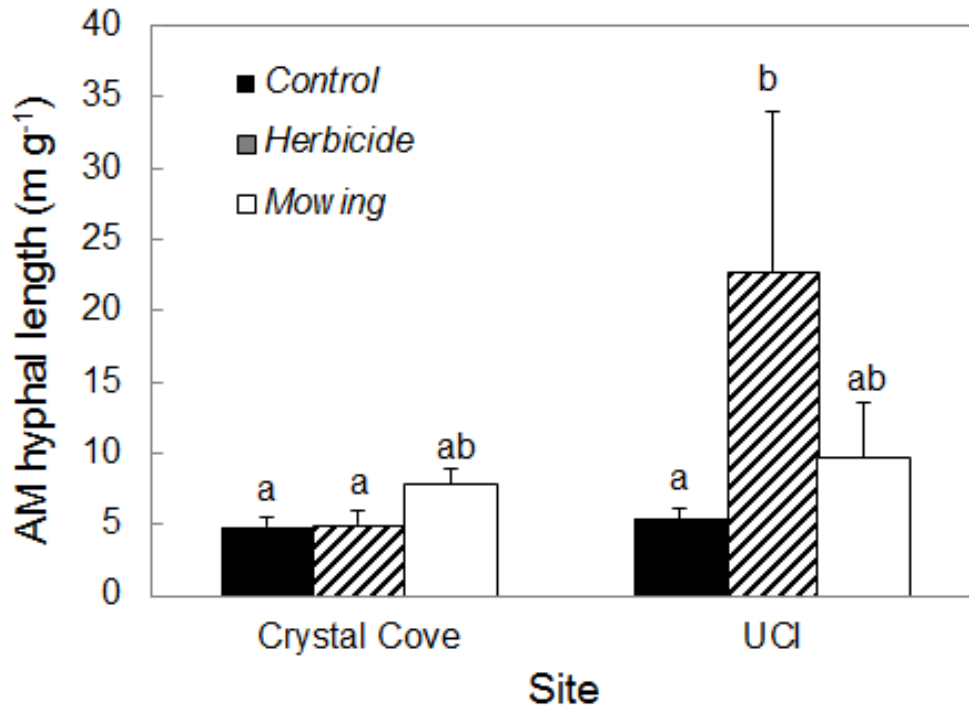 AM hyphal length (m g⁻¹)
40
35
30
25
20
15
10
5
0
Control
Herbicide
Mowing
a
a
ab
a
b
ab
Crystal Cove
UCI
Site